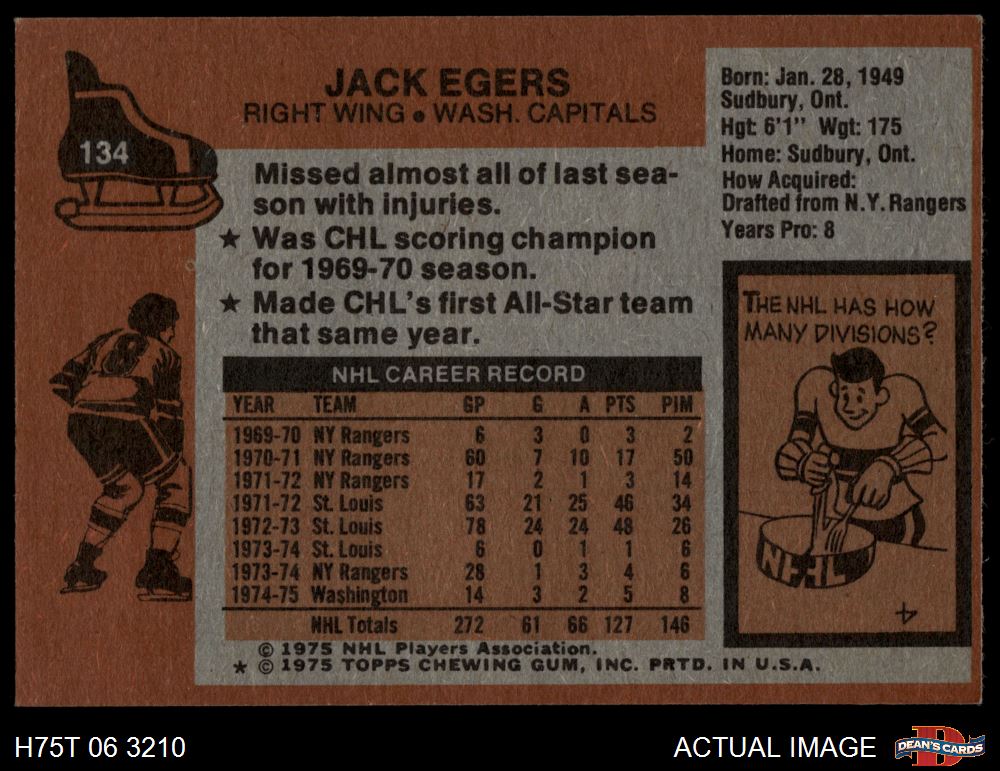 134
JACK EGERS
RIGHT WING • WASH. CAPITALS
Born: Jan. 28, 1949
Sudbury, Ont.
Hgt: 6'1" Wgt: 175
Home: Sudbury, Ont.
How Acquired:
Drafted from N.Y. Rangers
Years Pro: 8
Missed almost all of last sea-
son with injuries.
★ Was CHL scoring champion
for 1969-70 season.
★ Made CHL's first All-Star team
that same year.
NHL CAREER RECORD
YEAR TEAM GP G A PTS PIM
1969-70 NY Rangers 6 3 0 3 2
1970-71 NY Rangers 60 7 10 17 50
1971-72 NY Rangers 17 2 1 3 14
1971-72 St. Louis 63 21 25 46 34
1972-73 St. Louis 78 24 24 48 26
1973-74 St. Louis 6 0 1 1 6
1973-74 NY Rangers 28 1 3 4 6
1974-75 Washington 14 3 2 5 8
NHL Totals 272 61 66 127 146
THE NHL HAS HOW
MANY DIVISIONS?
8
NHL
4
© 1975 NHL Players Association.
★ © 1975 TOPPS CHEWING GUM, INC. PRTD. IN U.S.A.
H75T 06 3210
ACTUAL IMAGE
D
DEAN'S CARDS